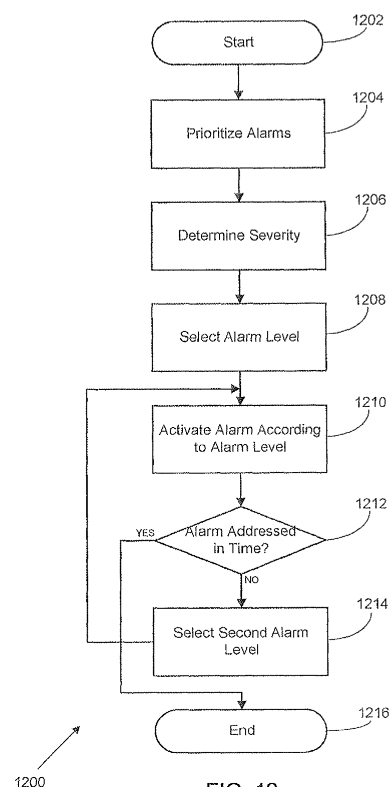 1202
Start
1204
Prioritize Alarms
1206
Determine Severity
1208
Select Alarm Level
1210
Activate Alarm According
to Alarm Level
1212
YES
Alarm Addressed
in Time?
NO
1214
Select Second Alarm
Level
1216
End
1200
FIG.